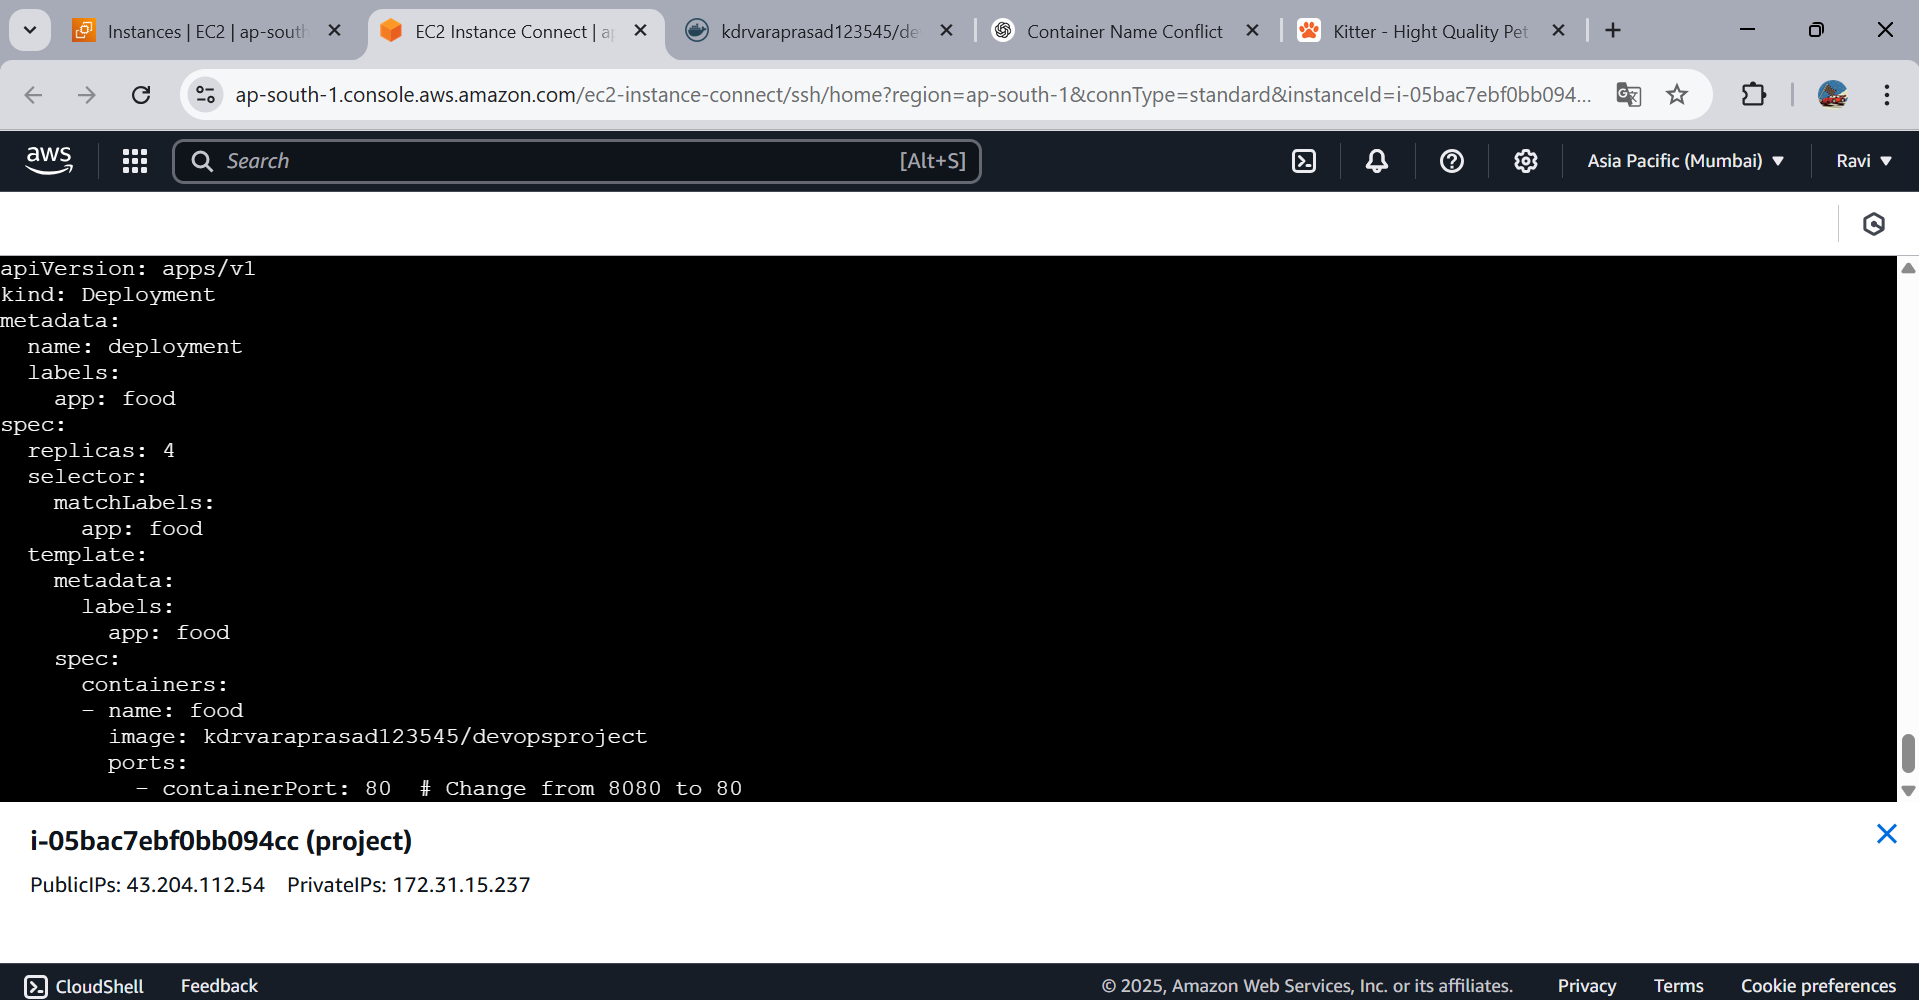 Instances | EC2 | ap-south
EC2 Instance Connect | ap
kdrvaraprasad123545/de
Container Name Conflict
Kitter - Hight Quality Pet
ap-south-1.console.aws.amazon.com/ec2-instance-connect/ssh/home?region=ap-south-1&connType=standard&instanceId=i-05bac7ebf0bb094...
aws
Search
[Alt+S]
Asia Pacific (Mumbai)
Ravi
apiVersion: apps/v1
kind: Deployment
metadata:
  name: deployment
  labels:
    app: food
spec:
  replicas: 4
  selector:
    matchLabels:
      app: food
  template:
    metadata:
      labels:
        app: food
    spec:
      containers:
      - name: food
        image: kdrvaraprasad123545/devopsproject
        ports:
          - containerPort: 80  # Change from 8080 to 80
i-05bac7ebf0bb094cc (project)
PublicIPs: 43.204.112.54 PrivateIPs: 172.31.15.237
CloudShell Feedback © 2025, Amazon Web Services, Inc. or its affiliates. Privacy Terms Cookie preferences